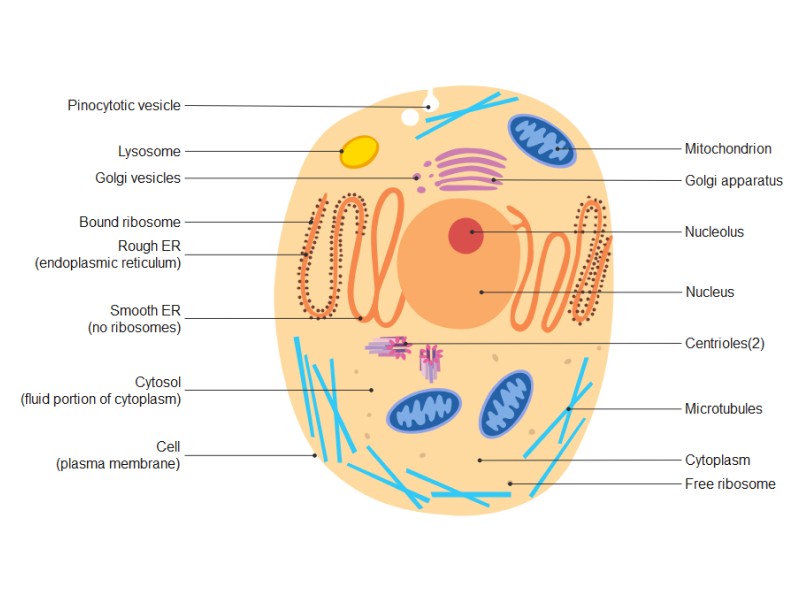 Pinocytotic vesicle
Lysosome
Golgi vesicles
Bound ribosome
Rough ER
(endoplasmic reticulum)
Smooth ER
(no ribosomes)
Cytosol
(fluid portion of cytoplasm)
Cell
(plasma membrane)
Mitochondrion
Golgi apparatus
Nucleolus
Nucleus
Centrioles(2)
Microtubules
Cytoplasm
Free ribosome